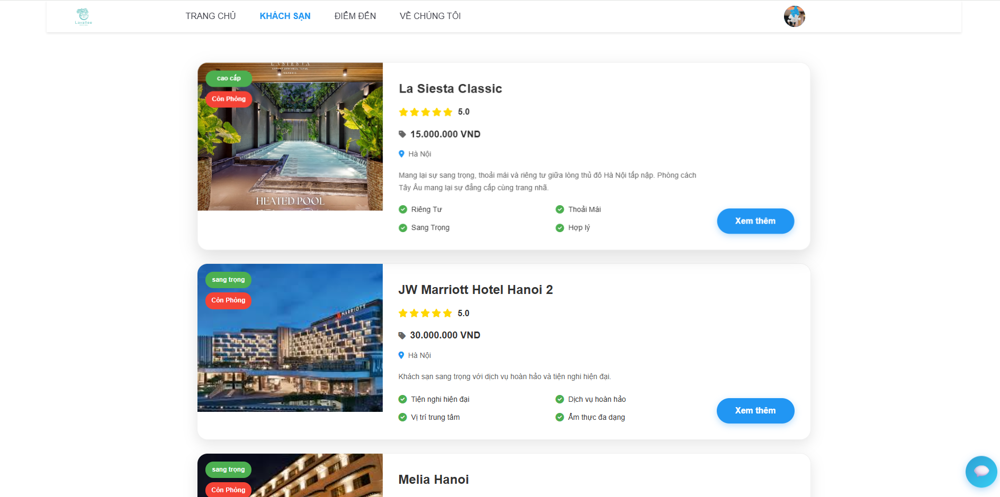 Lavaliee
TRANG CHỦ
KHÁCH SẠN
ĐIỂM ĐẾN
VỀ CHÚNG TÔI
LA SIESTA
CLASSIC
cao cấp
Còn Phòng
HEATED POOL
La Siesta Classic
5.0
15.000.000 VND
Hà Nội
Mang lại sự sang trọng, thoải mái và riêng tư giữa lòng thủ đô Hà Nội tấp nập. Phòng cách
Tây Âu mang lại sự đẳng cấp cùng trang nhã.
Riêng Tư
Thoải Mái
Sang Trọng
Hợp lý
Xem thêm
sang trọng
Còn Phòng
MARRIOTT
JW Marriott Hotel Hanoi 2
5.0
30.000.000 VND
Hà Nội
Khách sạn sang trọng với dịch vụ hoàn hảo và tiện nghi hiện đại.
Tiện nghi hiện đại
Dịch vụ hoàn hảo
Vị trí trung tâm
Ẩm thực đa dạng
Xem thêm
sang trọng
Còn Phòng
Melia Hanoi